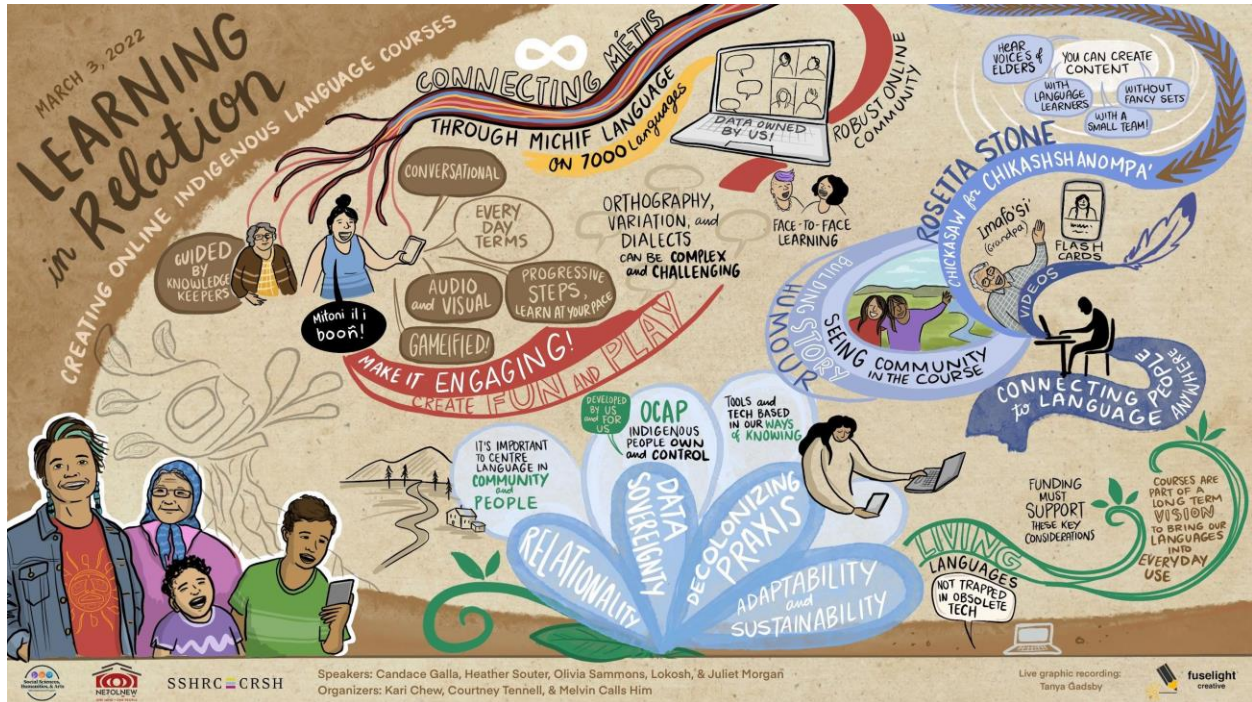 MARCH 3, 2022
LEARNING
in Relation
CREATING ONLINE INDIGENOUS LANGUAGE COURSES
CONNECTING MÉTIS
THROUGH MICHIF LANGUAGE
ON 7000 Languages
DATA OWNED
BY US!
ROBUST ONLINE
COMMUNITY
GUIDED
BY
KNOWLEDGE
KEEPERS
Mitoni il i
booñ!
CONVERSATIONAL
EVERY
DAY
TERMS
AUDIO
and VISUAL
PROGRESSIVE
STEPS,
LEARN AT YOUR PACE
GAMEIFIED!
MAKE IT ENGAGING!
CREATE FUN AND PLAY
ORTHOGRAPHY,
VARIATION, and
DIALECTS
CAN BE COMPLEX
and CHALLENGING
FACE-TO-FACE
LEARNING
HEAR
VOICES of
ELDERS
YOU CAN CREATE
CONTENT
WITH
LANGUAGE
LEARNERS
WITHOUT
FANCY SETS
WITH A
SMALL TEAM!
ROSETTA STONE
CHICKASAW for CHIKASHSHANOMPA'
Imafo'si'
(Grandpa)
FLASH
CARDS
VIDEOS
BUILDING STORY
HUMOUR
SEEING COMMUNITY
IN THE COURSE
CONNECTING PEOPLE
to LANGUAGE ANYWHERE
IT'S IMPORTANT
TO CENTRE
LANGUAGE IN
COMMUNITY
and
PEOPLE
DEVELOPED
BY US
and FOR
US
OCAP
INDIGENOUS
PEOPLE OWN
and CONTROL
TOOLS and
TECH BASED
IN OUR WAYS
of KNOWING
RELATIONALITY
DATA
SOVEREIGNTY
DECOLONIZING
PRAXIS
ADAPTABILITY
and
SUSTAINABILITY
LIVING
LANGUAGES
NOT TRAPPED
IN OBSOLETE
TECH
FUNDING
MUST
SUPPORT
THESE KEY
CONSIDERATIONS
COURSES ARE
PART OF A
LONG TERM
VISION
TO BRING OUR
LANGUAGES
INTO
EVERYDAY
USE
Social Sciences,
Humanities, & Arts
NEȾOLṈEW̱
SSHRC CRSH
Speakers: Candace Galla, Heather Souter, Olivia Sammons, Lokosh, & Juliet Morgan
Organizers: Kari Chew, Courtney Tennell, & Melvin Calls Him
Live graphic recording:
Tanya Gadsby
fuselight
creative